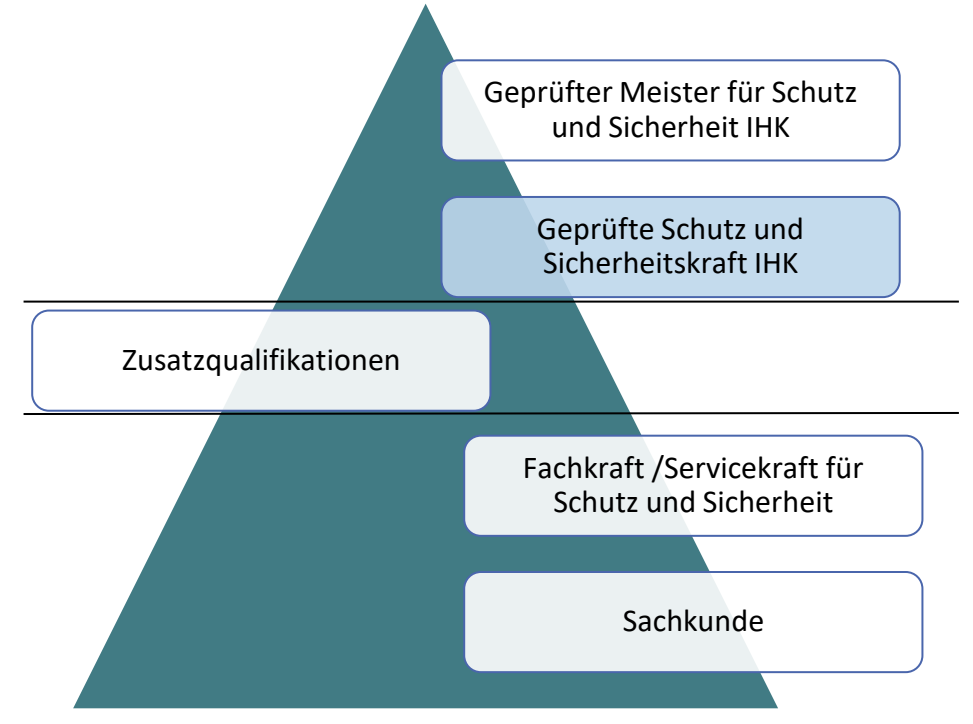 Geprüfter Meister für Schutz
und Sicherheit IHK
Geprüfte Schutz und
Sicherheitskraft IHK
Zusatzqualifikationen
Fachkraft /Servicekraft für
Schutz und Sicherheit
Sachkunde